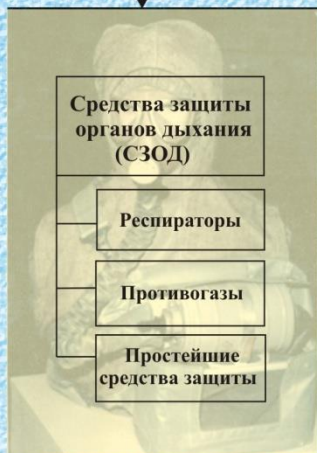 Средства защиты
органов дыхания
(СЗОД)
Респираторы
Противогазы
Простейшие
средства защиты